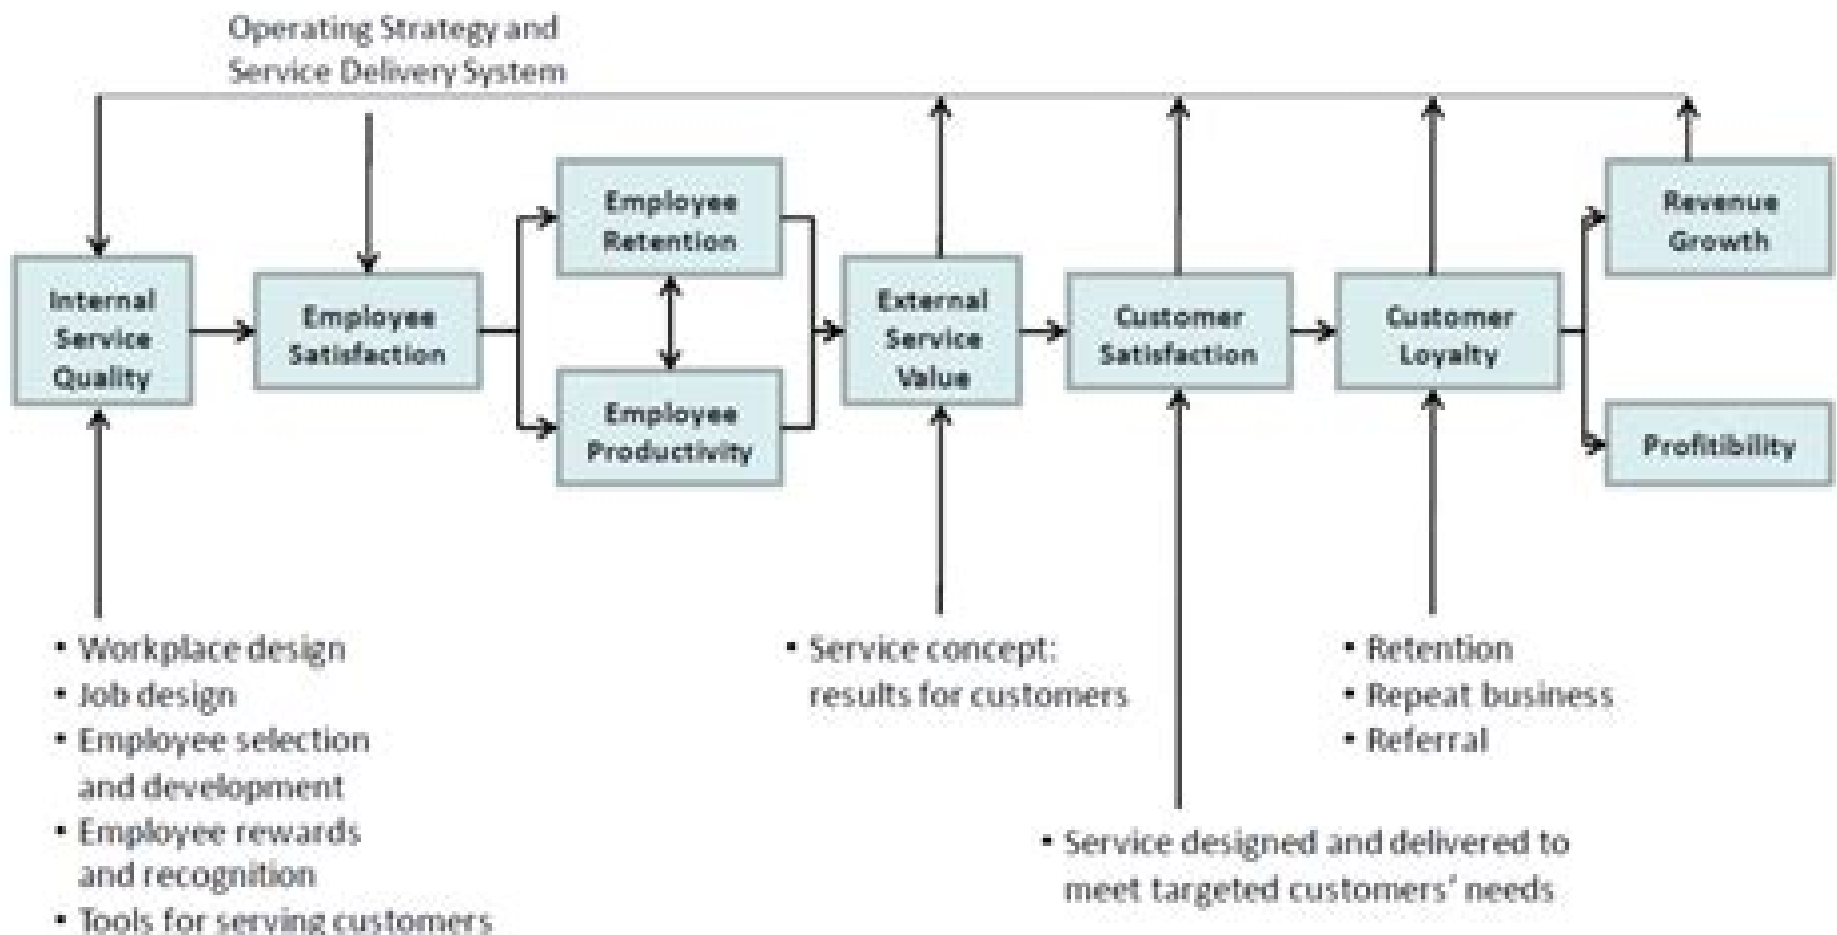 Operating Strategy and
Service Delivery System
Internal
Service
Quality
Employee
Satisfaction
Employee
Retention
Employee
Productivity
External
Service
Value
Customer
Satisfaction
Customer
Loyalty
Revenue
Growth
Profitibility
• Workplace design
• Job design
• Employee selection
and development
• Employee rewards
and recognition
• Tools for serving customers
• Service concept:
results for customers
• Service designed and delivered to
meet targeted customers' needs
• Retention
• Repeat business
• Referral